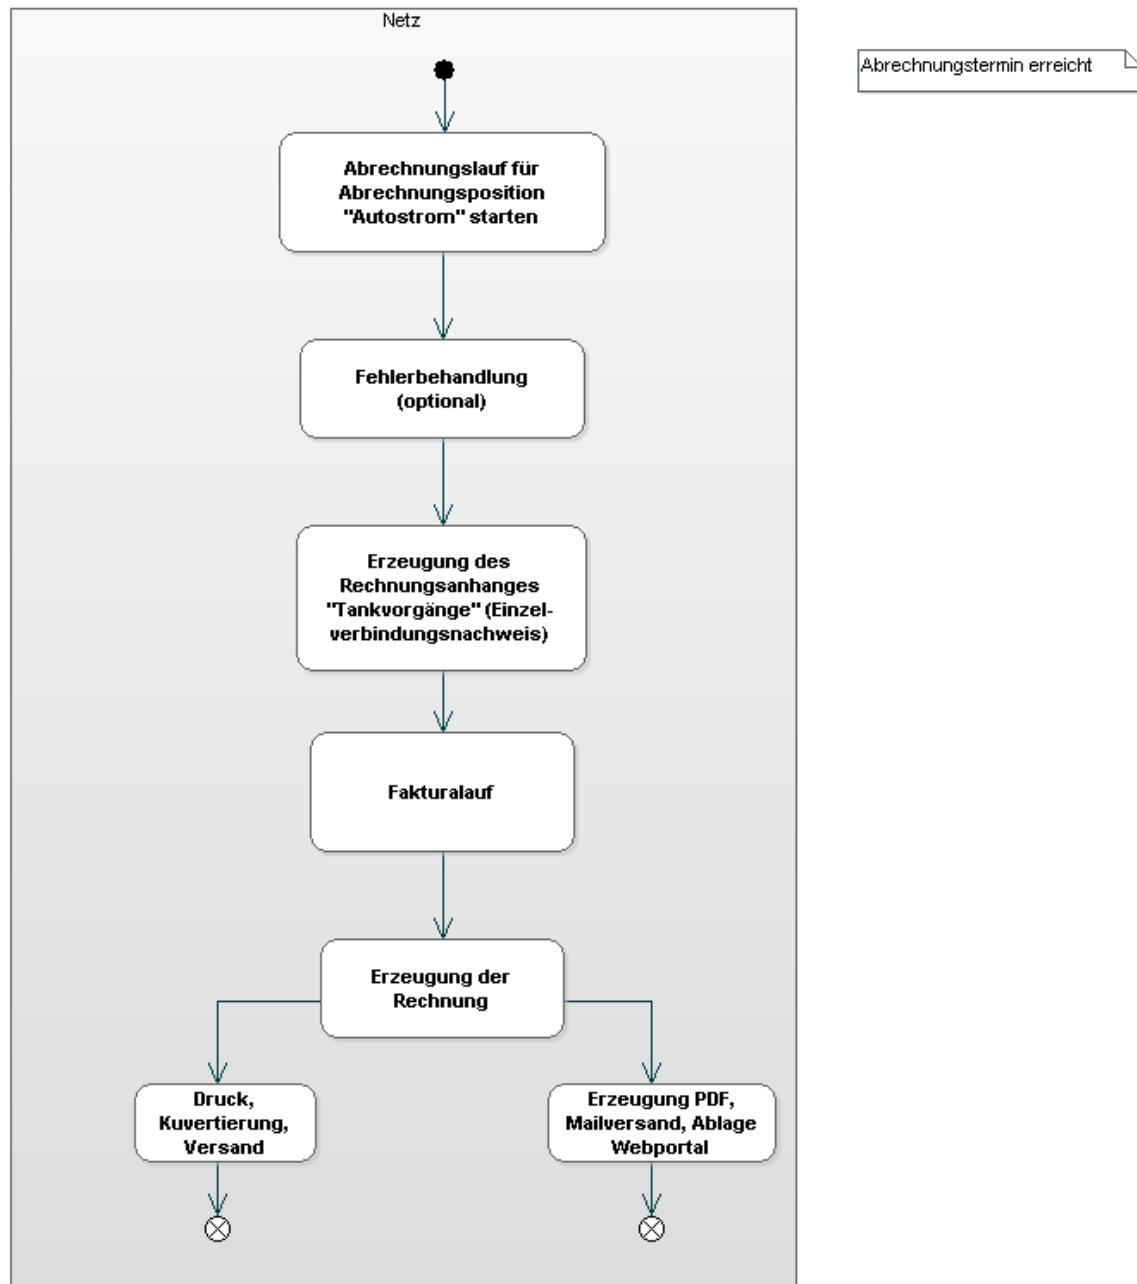 Netz
Abrechnungstermin erreicht
Abrechnungslauf für
Abrechnungsposition
"Autostrom" starten
Fehlerbehandlung
(optional)
Erzeugung des
Rechnungsanhanges
"Tankvorgänge" (Einzel-
verbindungsnachweis)
Fakturalauf
Erzeugung der
Rechnung
Druck,
Kuvertierung,
Versand
Erzeugung PDF,
Mailversand, Ablage
Webportal